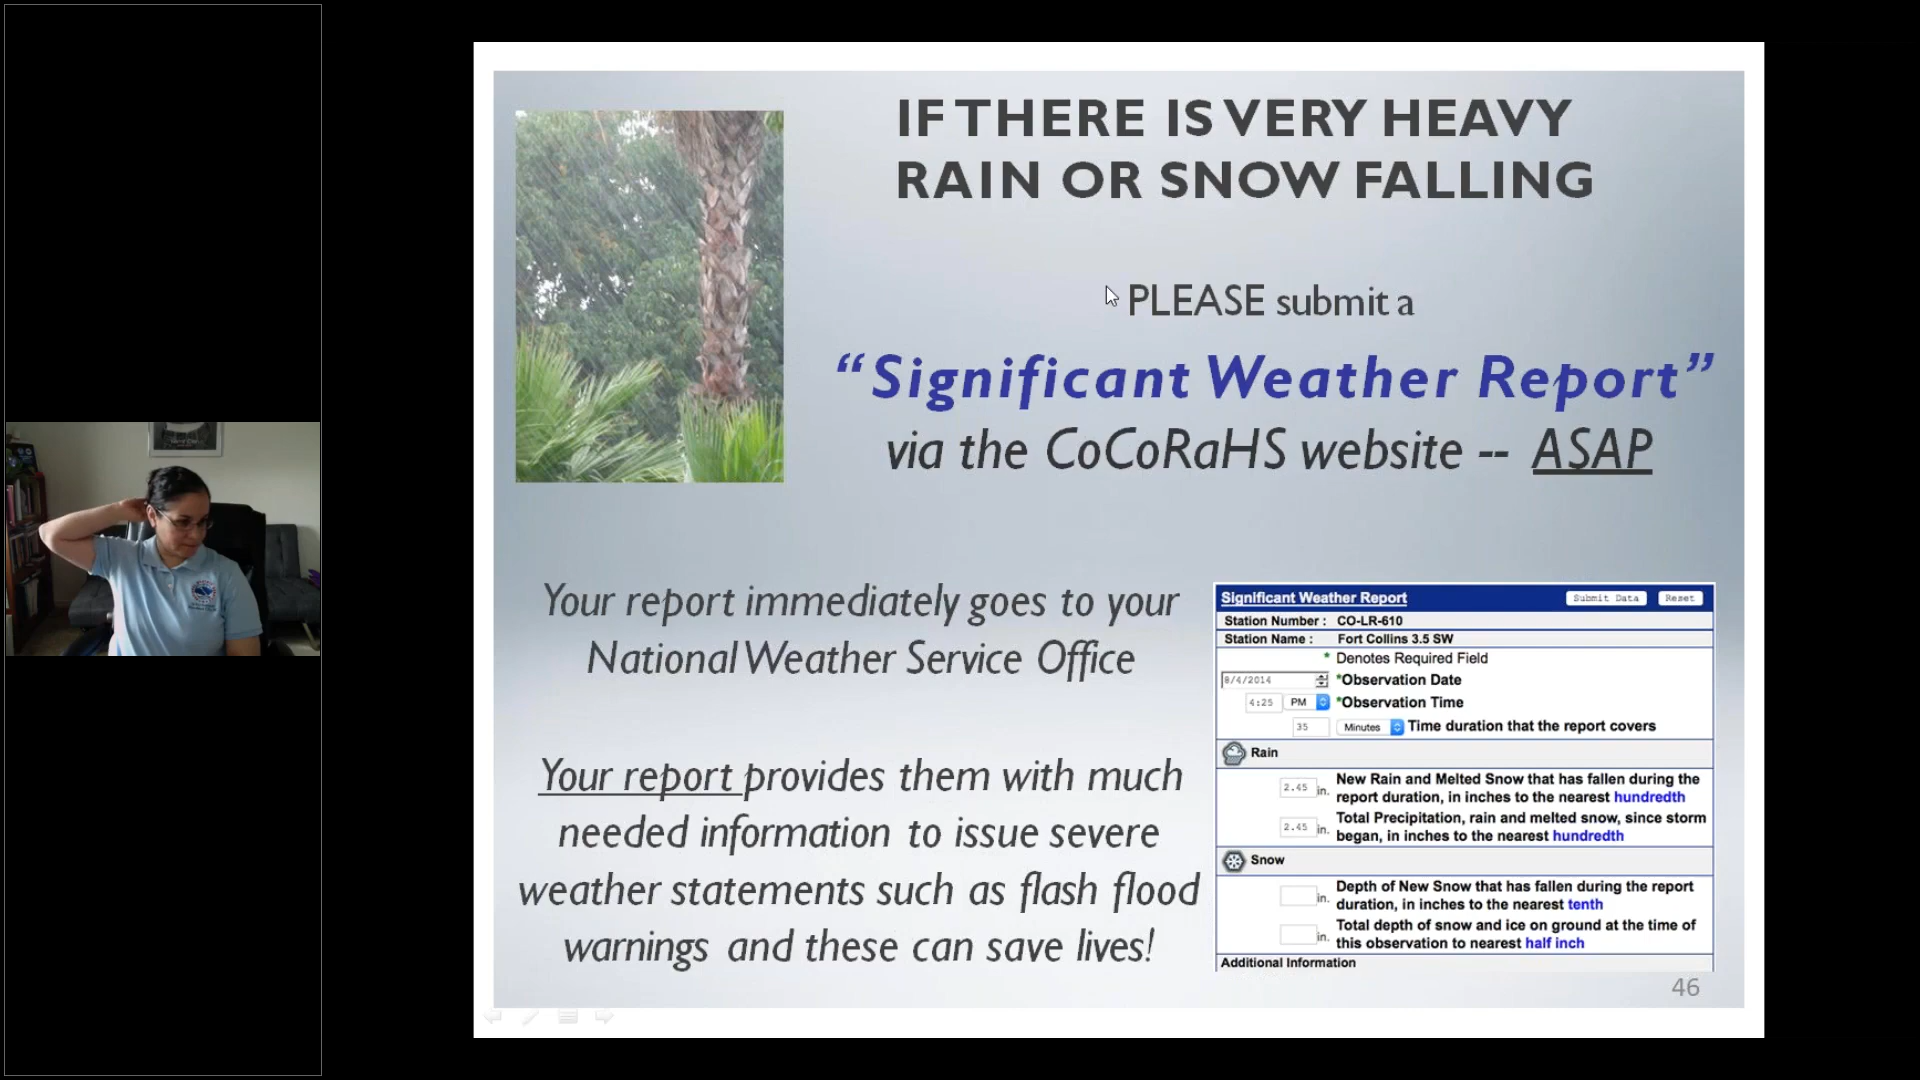 IF THERE IS VERY HEAVY
RAIN OR SNOW FALLING
PLEASE submit a
“Significant Weather Report”
via the CoCoRaHS website -- ASAP
Your report immediately goes to your
National Weather Service Office
Your report provides them with much
needed information to issue severe
weather statements such as flash flood
warnings and these can save lives!
Significant Weather Report Submit Data Reset
Station Number : CO-LR-610
Station Name : Fort Collins 3.5 SW
* Denotes Required Field
8/4/2014 *Observation Date
4:25 PM *Observation Time
35 Minutes Time duration that the report covers
Rain
New Rain and Melted Snow that has fallen during the
2.45 in. report duration, in inches to the nearest hundredth
Total Precipitation, rain and melted snow, since storm
2.45 in. began, in inches to the nearest hundredth
Snow
Depth of New Snow that has fallen during the report
in. duration, in inches to the nearest tenth
Total depth of snow and ice on ground at the time of
in. this observation to nearest half inch
Additional Information
46